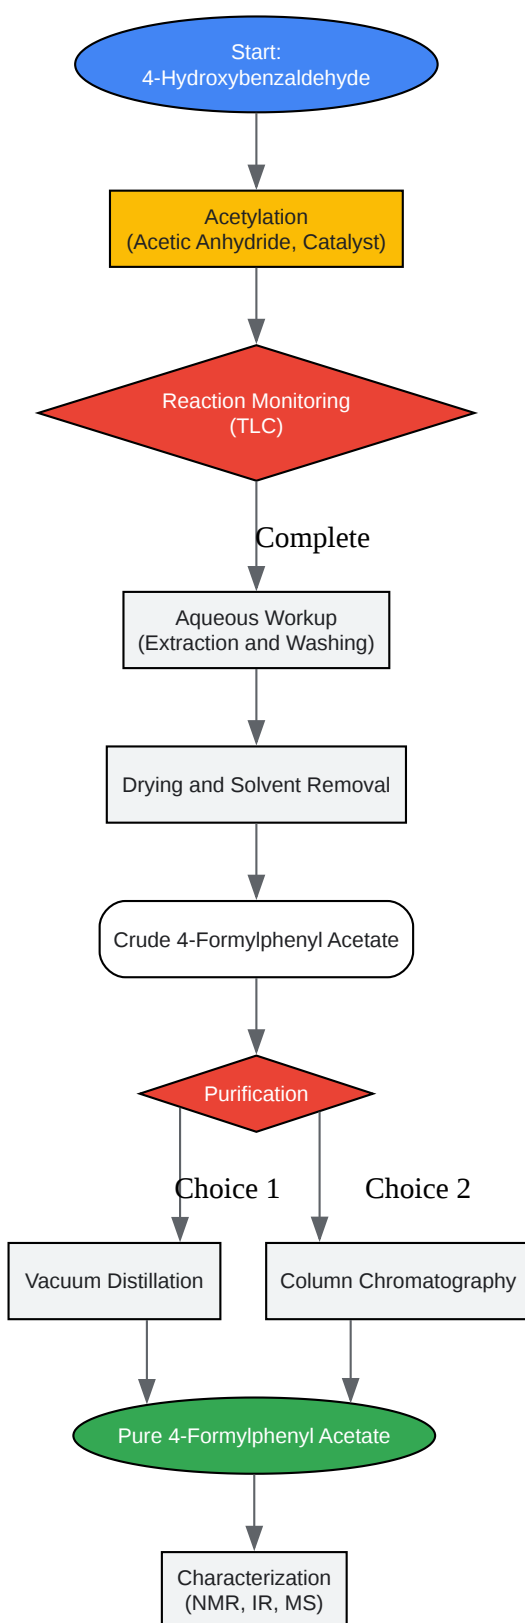 Start:
4-Hydroxybenzaldehyde
Acetylation
(Acetic Anhydride, Catalyst)
Reaction Monitoring
(TLC)
Complete
Aqueous Workup
(Extraction and Washing)
Drying and Solvent Removal
Crude 4-Formylphenyl Acetate
Purification
Choice 1
Choice 2
Vacuum Distillation
Column Chromatography
Pure 4-Formylphenyl Acetate
Characterization
(NMR, IR, MS)